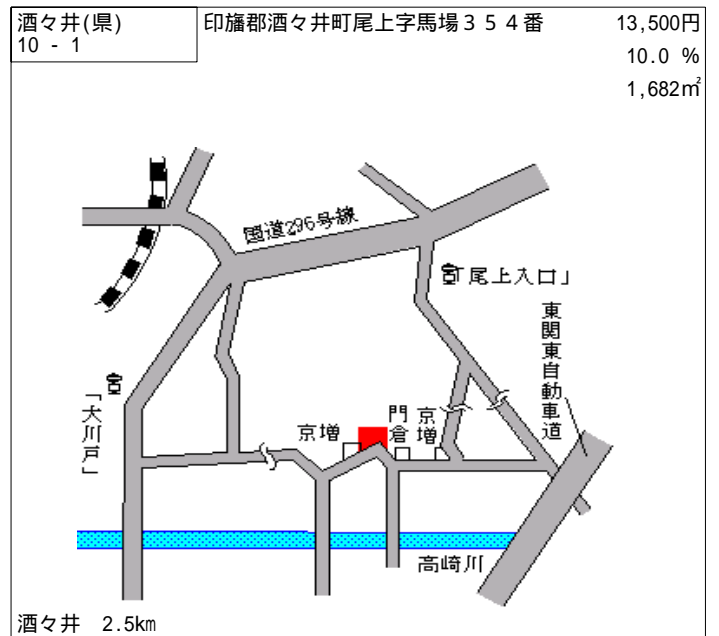 酒々井(県)
10 - 1
印旛郡酒々井町尾上字馬場３５４番
13,500円
10.0 %
1,682㎡
国道296号線
「尾上入口」
東関東自動車道
「大川戸」
京増
門倉
京増
高崎川
酒々井 2.5km